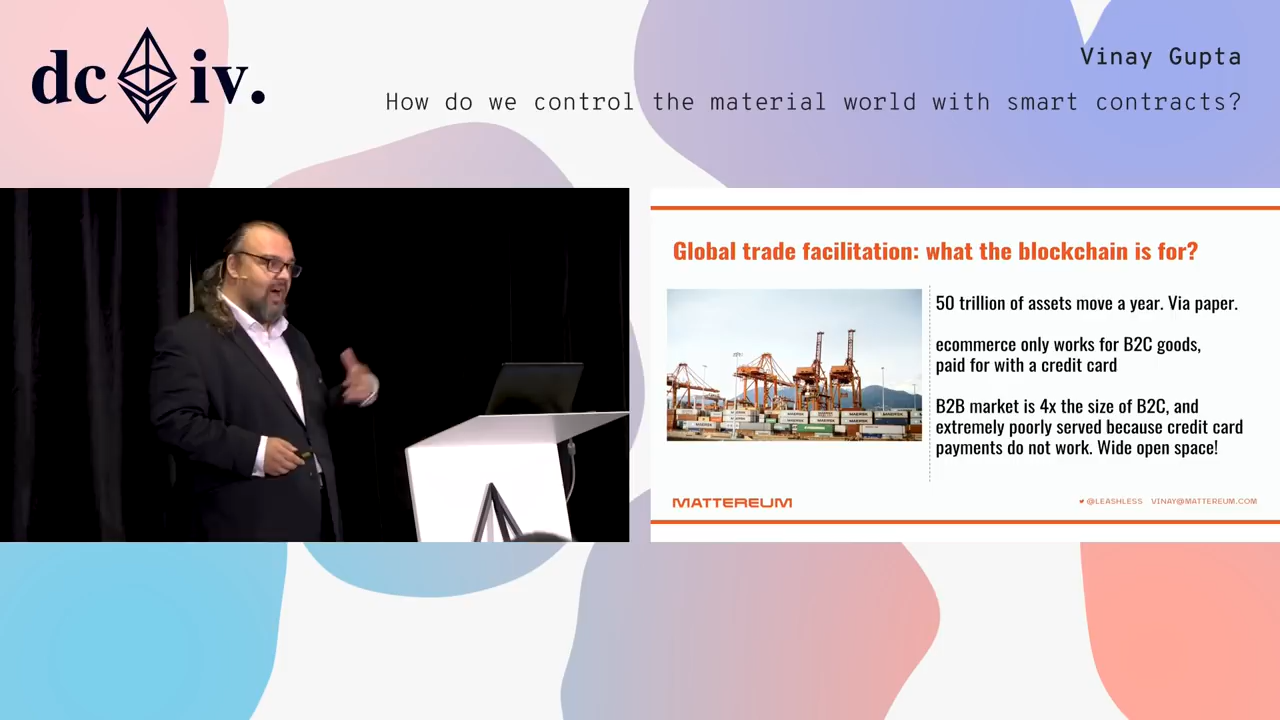 dc iv.
Vinay Gupta
How do we control the material world with smart contracts?
Global trade facilitation: what the blockchain is for?
50 trillion of assets move a year. Via paper.
ecommerce only works for B2C goods,
paid for with a credit card
B2B market is 4x the size of B2C, and
extremely poorly served because credit card
payments do not work. Wide open space!
MATTEREUM
@LEASHLESS VINAY@MATTEREUM.COM